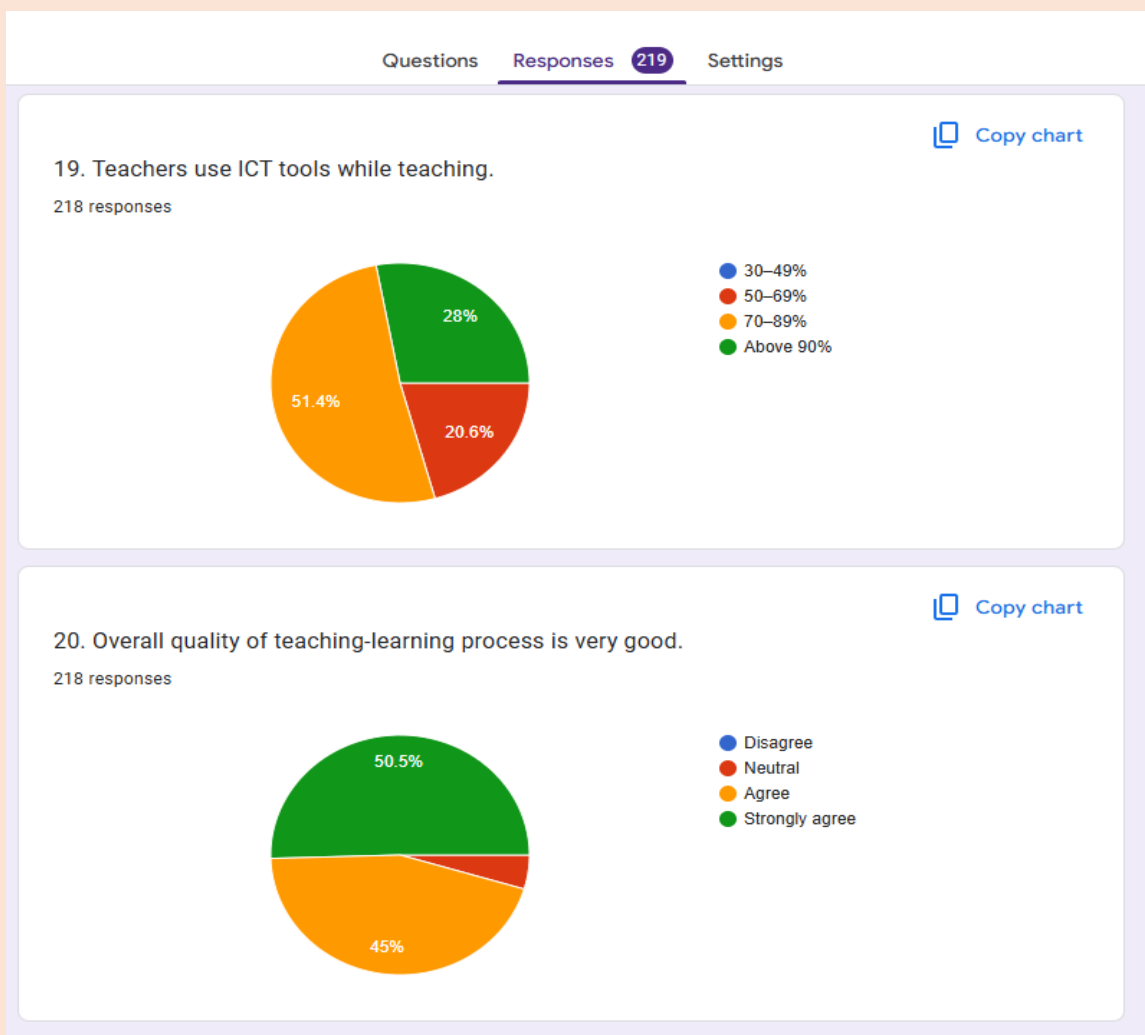 Questions Responses 219 Settings
Copy chart
19. Teachers use ICT tools while teaching.
218 responses
30–49%
50–69%
70–89%
Above 90%
28%
51.4%
20.6%
Copy chart
20. Overall quality of teaching-learning process is very good.
218 responses
Disagree
Neutral
Agree
Strongly agree
50.5%
45%